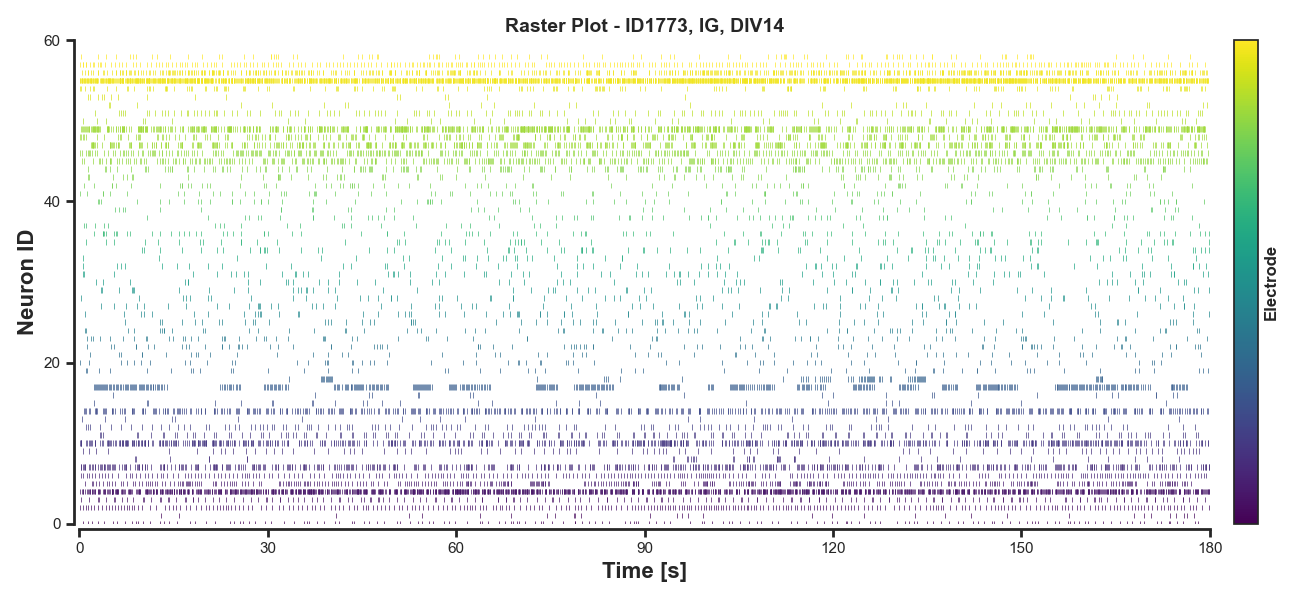 Raster Plot - ID1773, IG, DIV14
60
40
20
0
Neuron ID
0 30 60 90 120 150 180
Time [s]
Electrode